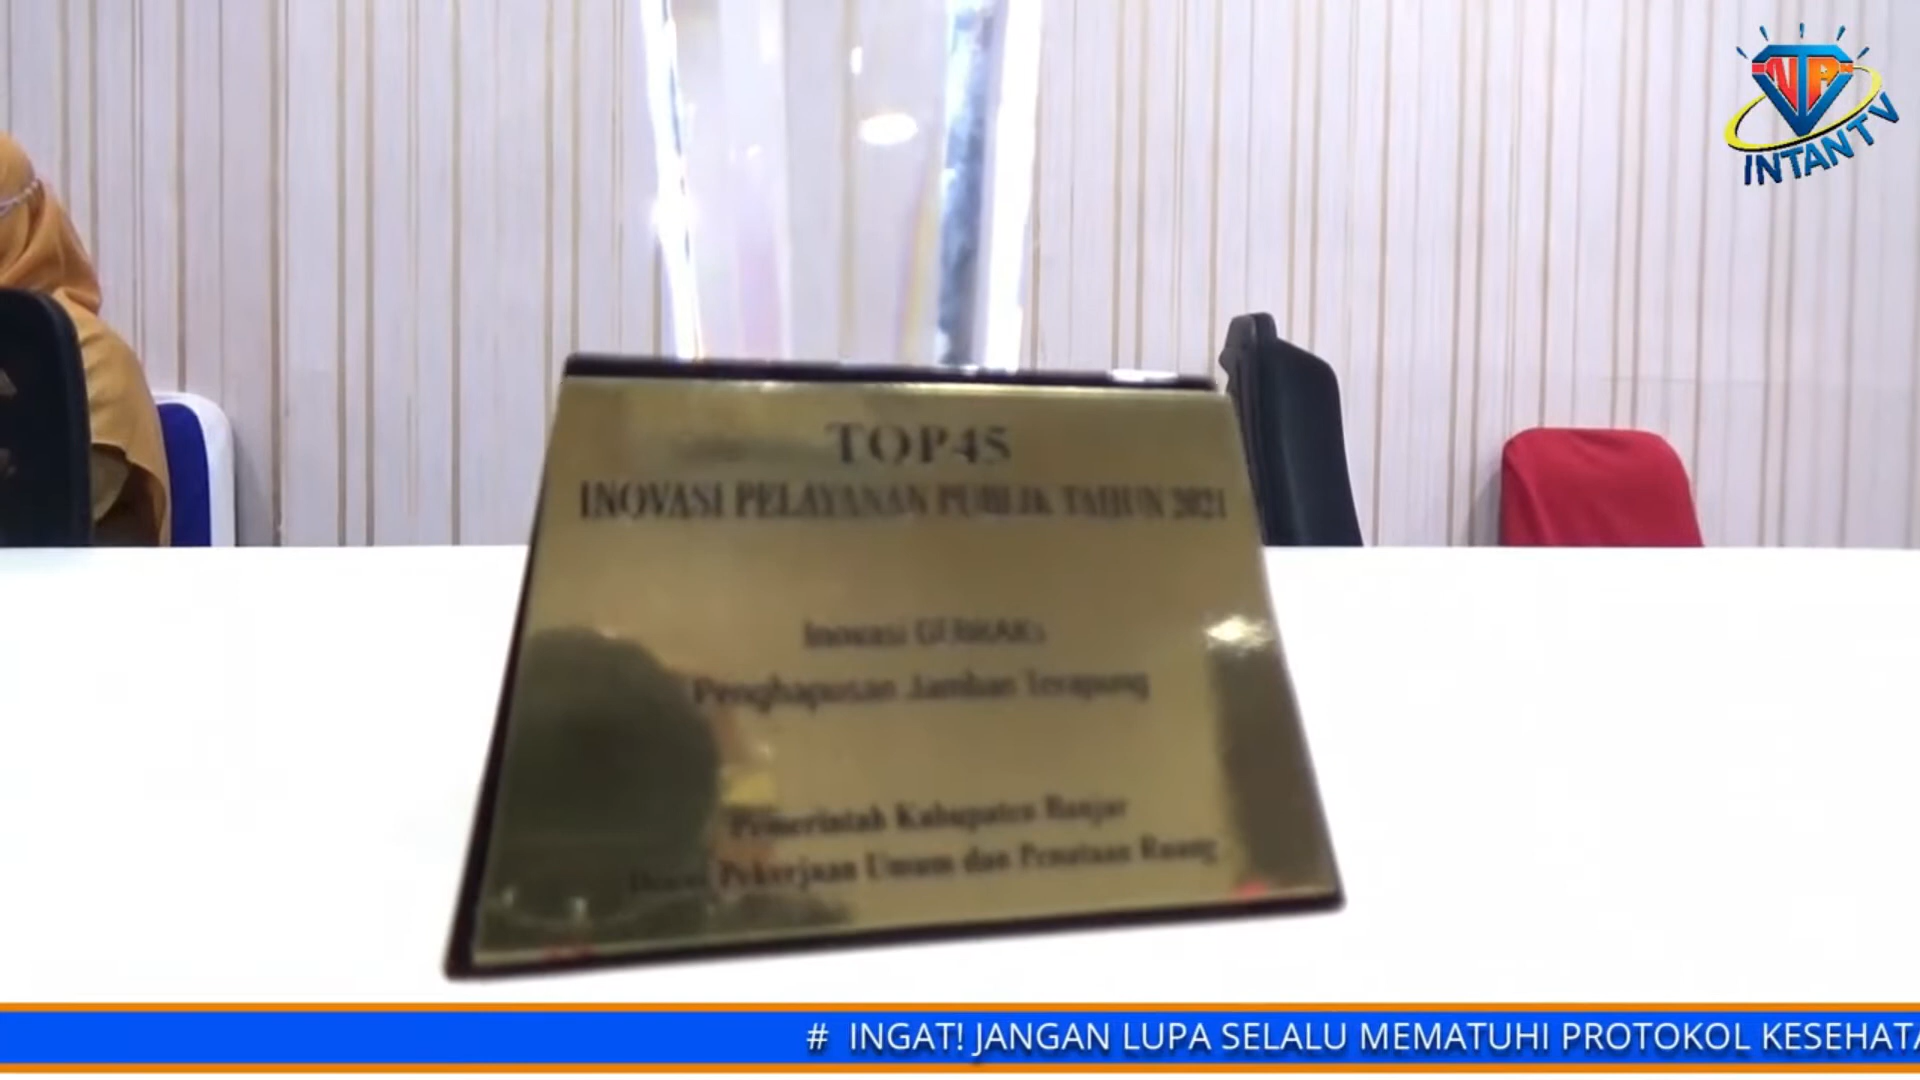 INTAN TV
TOP45
INOVASI PELAYANAN PUBLIK TAHUN 2021
Inovasi
Penghapusan Jamban Terapung
Pemerintah Kabupaten Banjar
Dinas Pekerjaan Umum dan Penataan Ruang
# INGAT! JANGAN LUPA SELALU MEMATUHI PROTOKOL KESEHATA